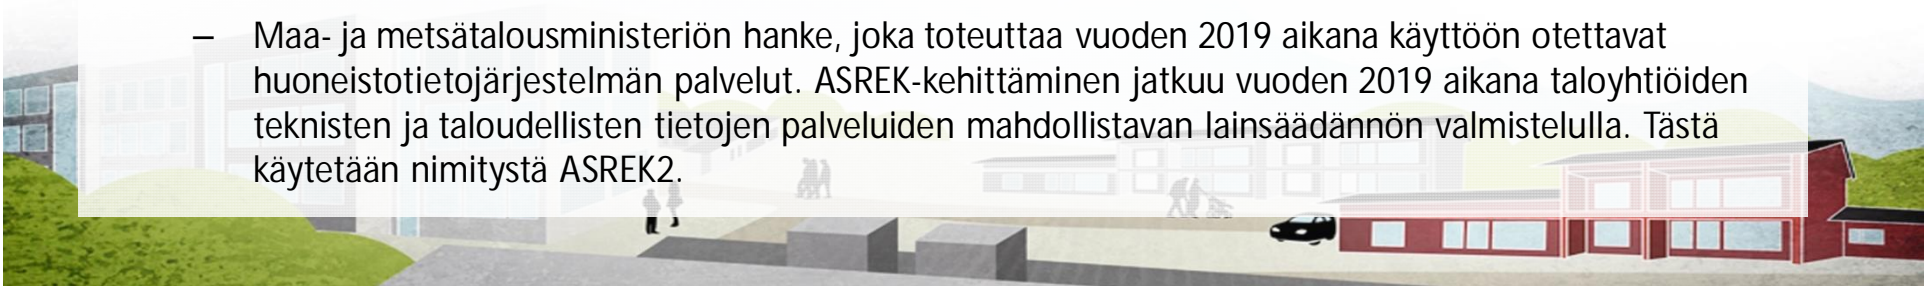 – Maa- ja metsätalousministeriön hanke, joka toteuttaa vuoden 2019 aikana käyttöön otettavat
huoneistotietojärjestelmän palvelut. ASREK-kehittäminen jatkuu vuoden 2019 aikana taloyhtiöiden
teknisten ja taloudellisten tietojen palveluiden mahdollistavan lainsäädännön valmistelulla. Tästä
käytetään nimitystä ASREK2.